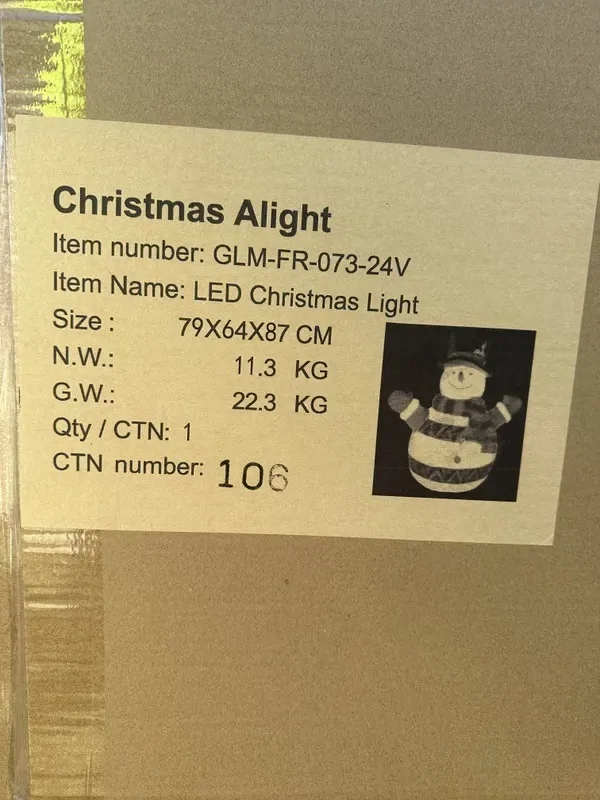 Christmas Alight
Item number: GLM-FR-073-24V
Item Name: LED Christmas Light
Size : 79X64X87 CM
N.W.: 11.3 KG
G.W.: 22.3 KG
Qty / CTN: 1
CTN number: 106